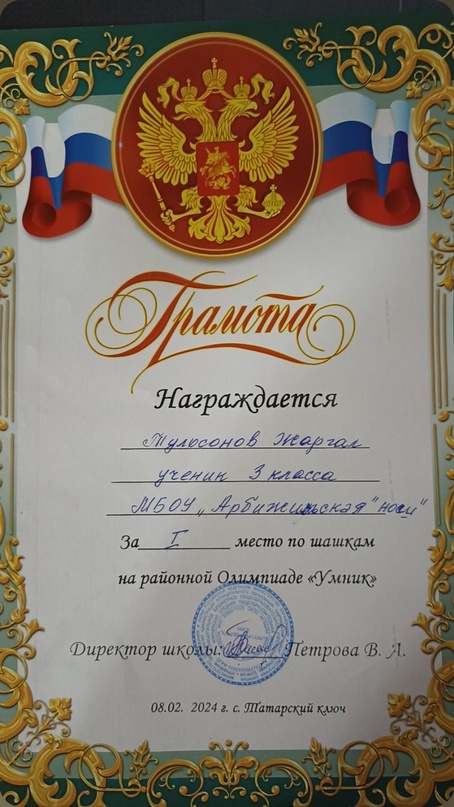 Грамота
Награждается
Тулсонов Жаргал
ученик 3 класса
МБОУ „Арбижильская" нош"
За I место по шашкам
на районной Олимпиаде «Умник»
Директор школы: Петрова В. А.
08.02. 2024 г. с. Татарский ключ